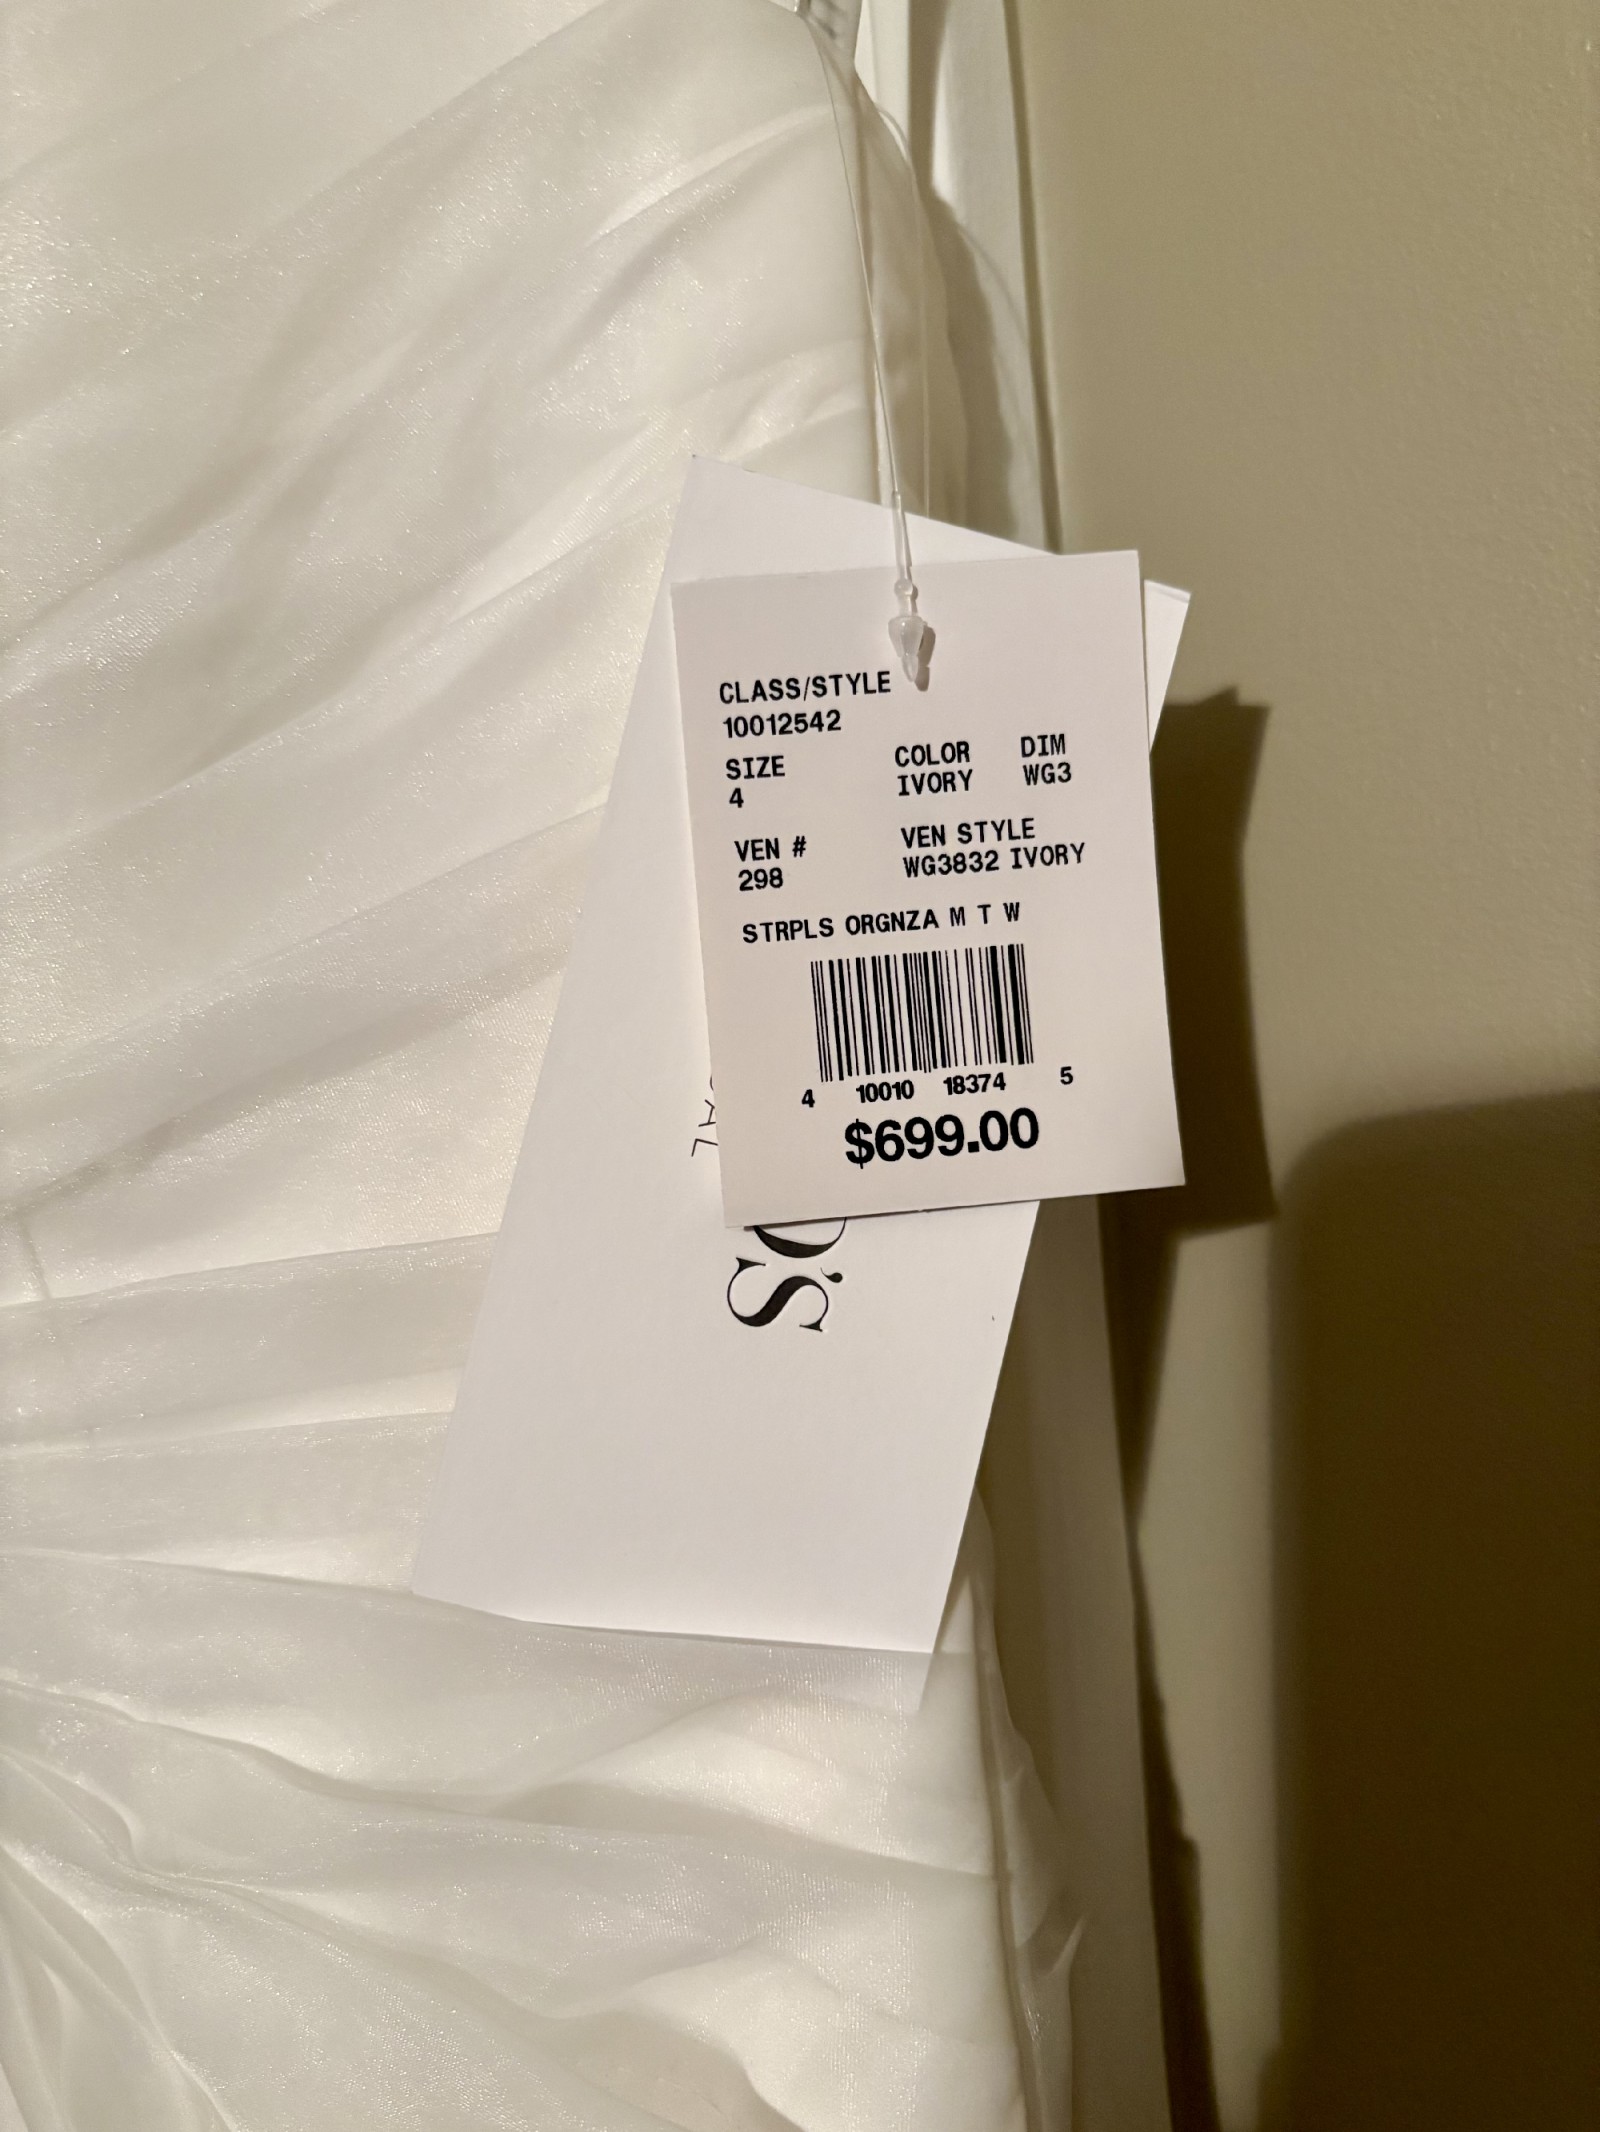 CLASS/STYLE
10012542
SIZE COLOR DIM
4 IVORY WG3
VEN # VEN STYLE
298 WG3832 IVORY
STRPLS ORGNZA M T W
4 10010 18374 5
$699.00